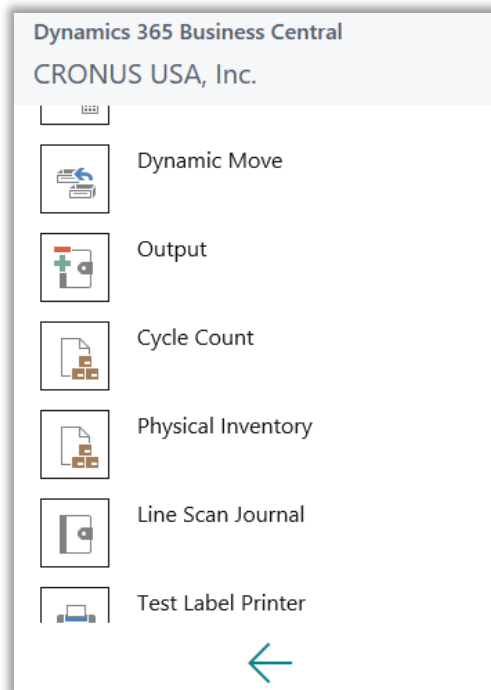 Dynamics 365 Business Central
CRONUS USA, Inc.
Dynamic Move
Output
Cycle Count
Physical Inventory
Line Scan Journal
Test Label Printer